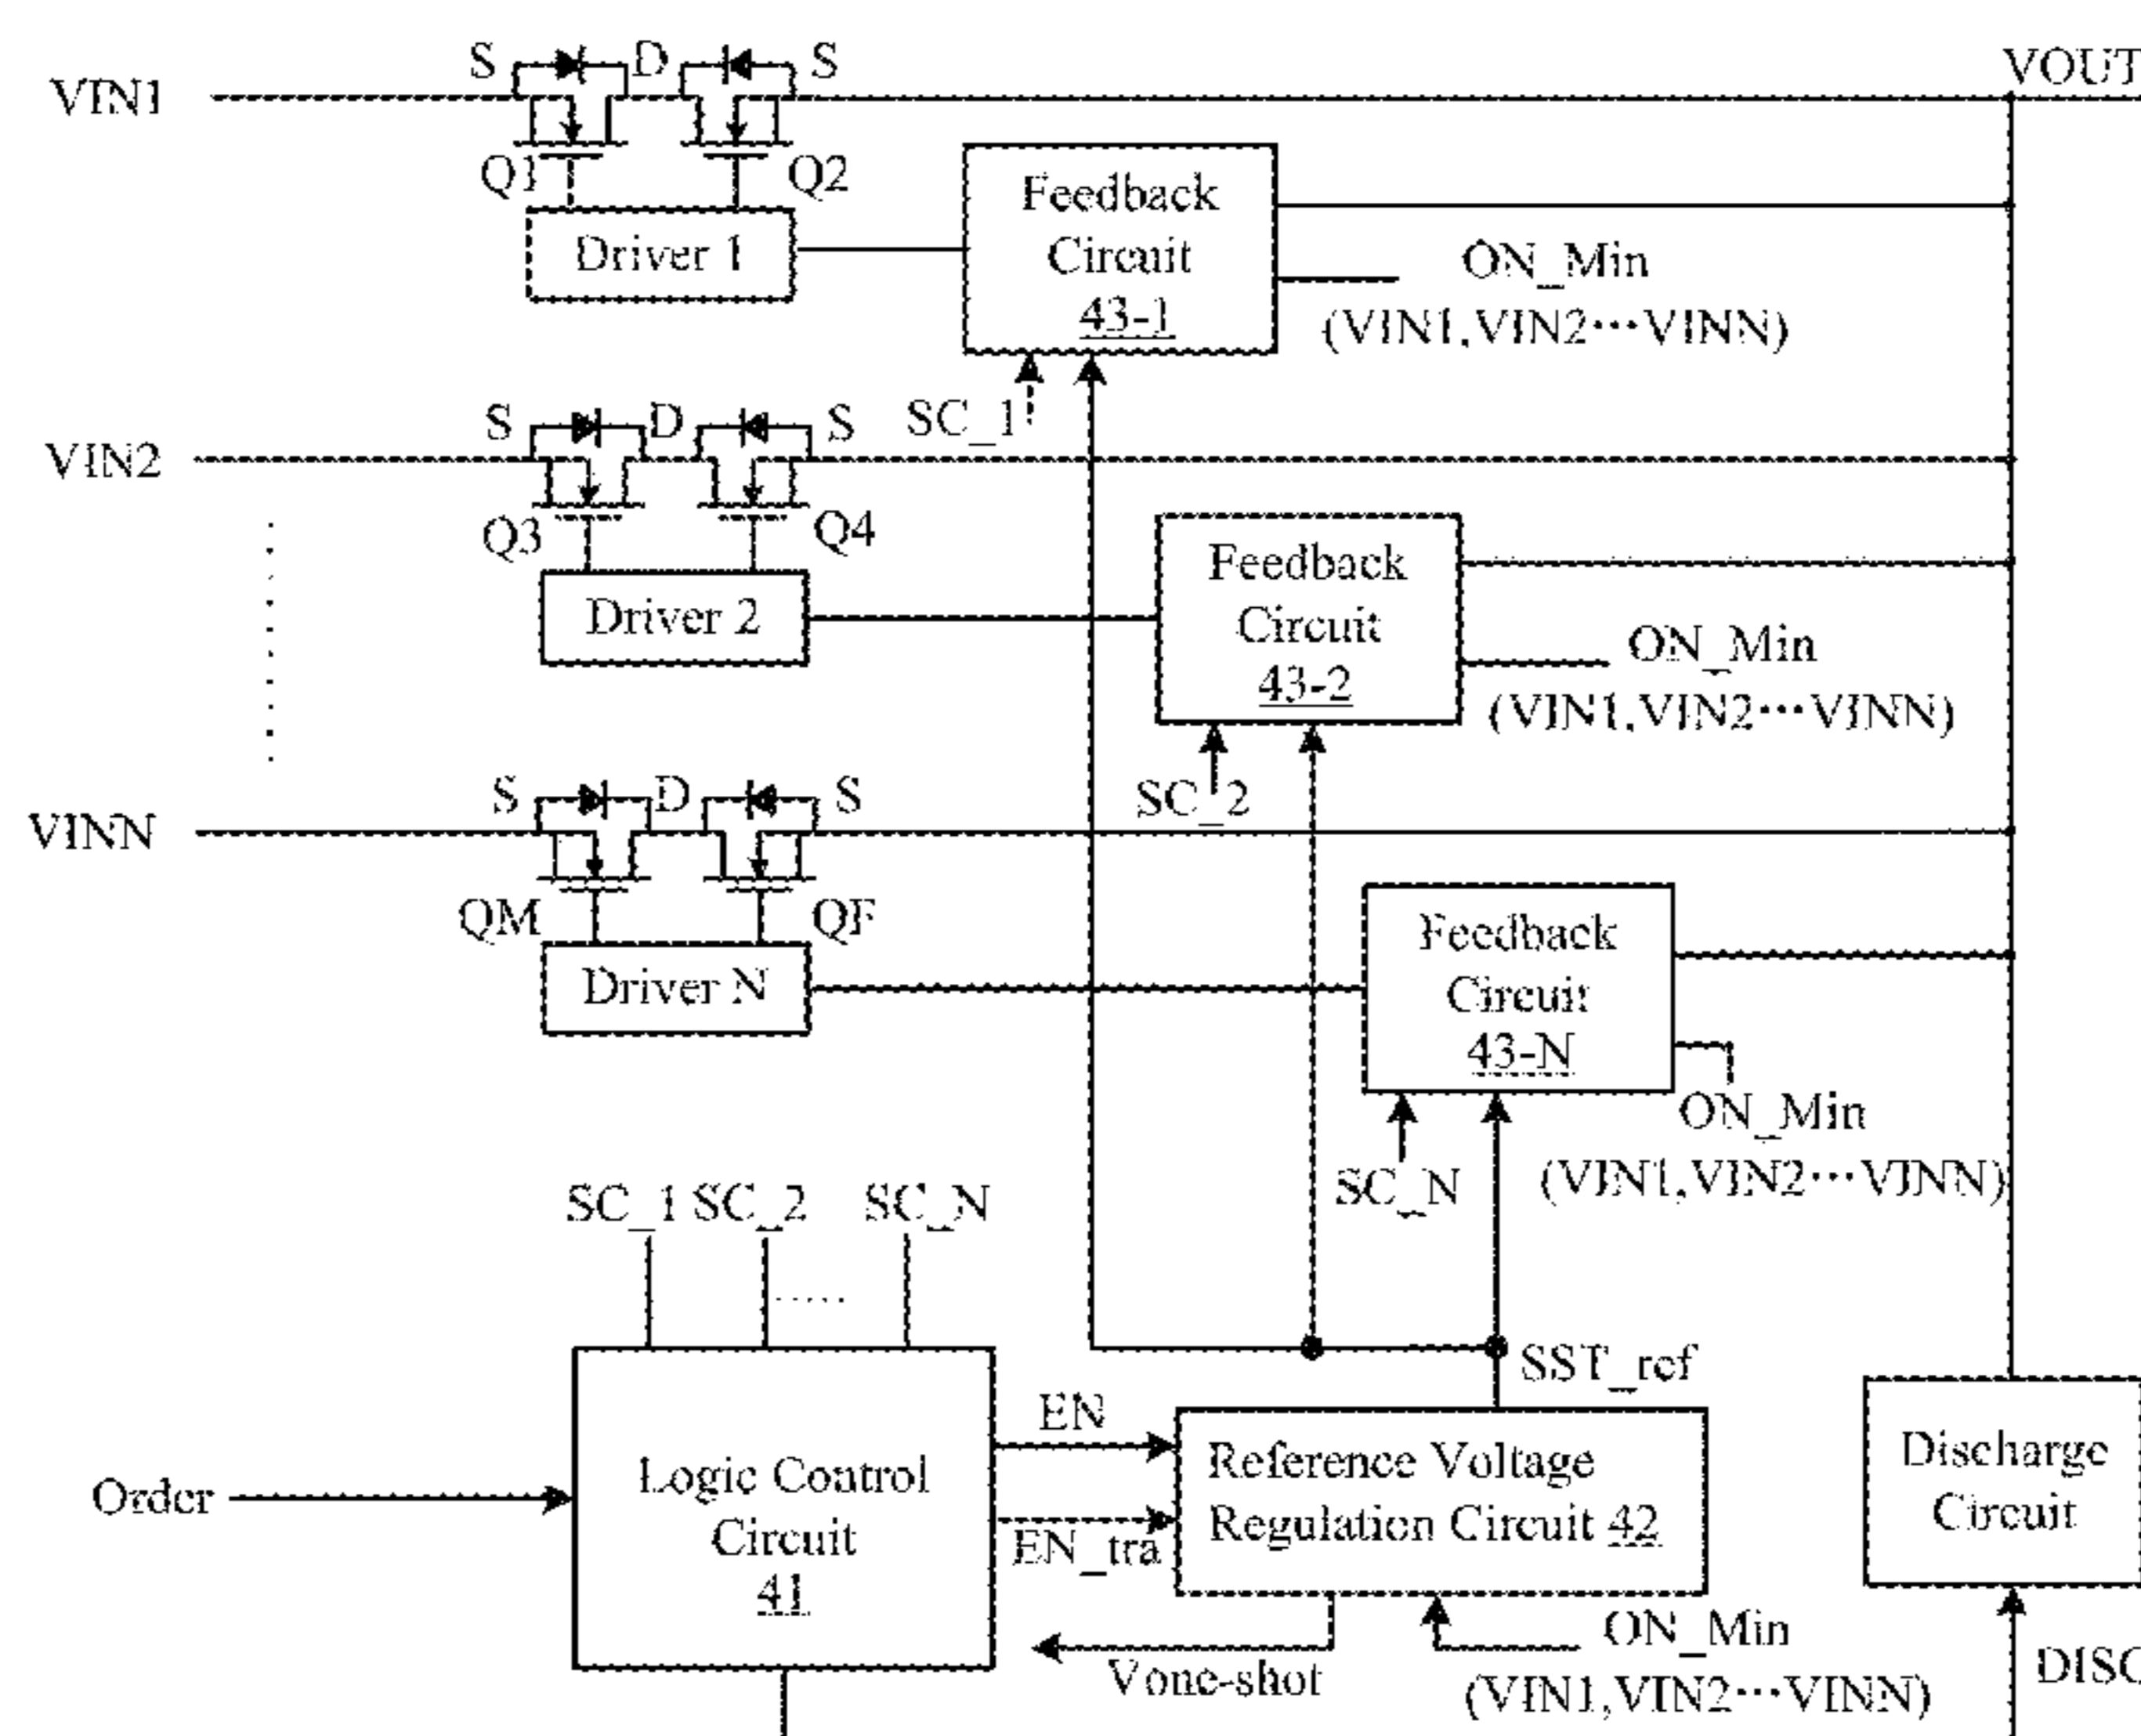 S D S VOUT
VIN1
Q1 Q2
Driver 1
Feedback
Circuit
43-1
ON_Min
(VIN1,VIN2···VINN)
SC_1
S D S
VIN2
Q3 Q4
Driver 2
Feedback
Circuit
43-2
ON_Min
(VIN1,VIN2···VINN)
SC_2
S D S
VINN
QM QF
Driver N
Feedback
Circuit
43-N
ON_Min
(VIN1,VIN2···VINN)
SC_N
SC_1 SC_2 SC_N
SST_ref
Order
Logic Control
Circuit
41
EN
EN_tra
Reference Voltage
Regulation Circuit 42
Vone-shot
ON_Min
(VIN1,VIN2···VINN)
Discharge
Circuit